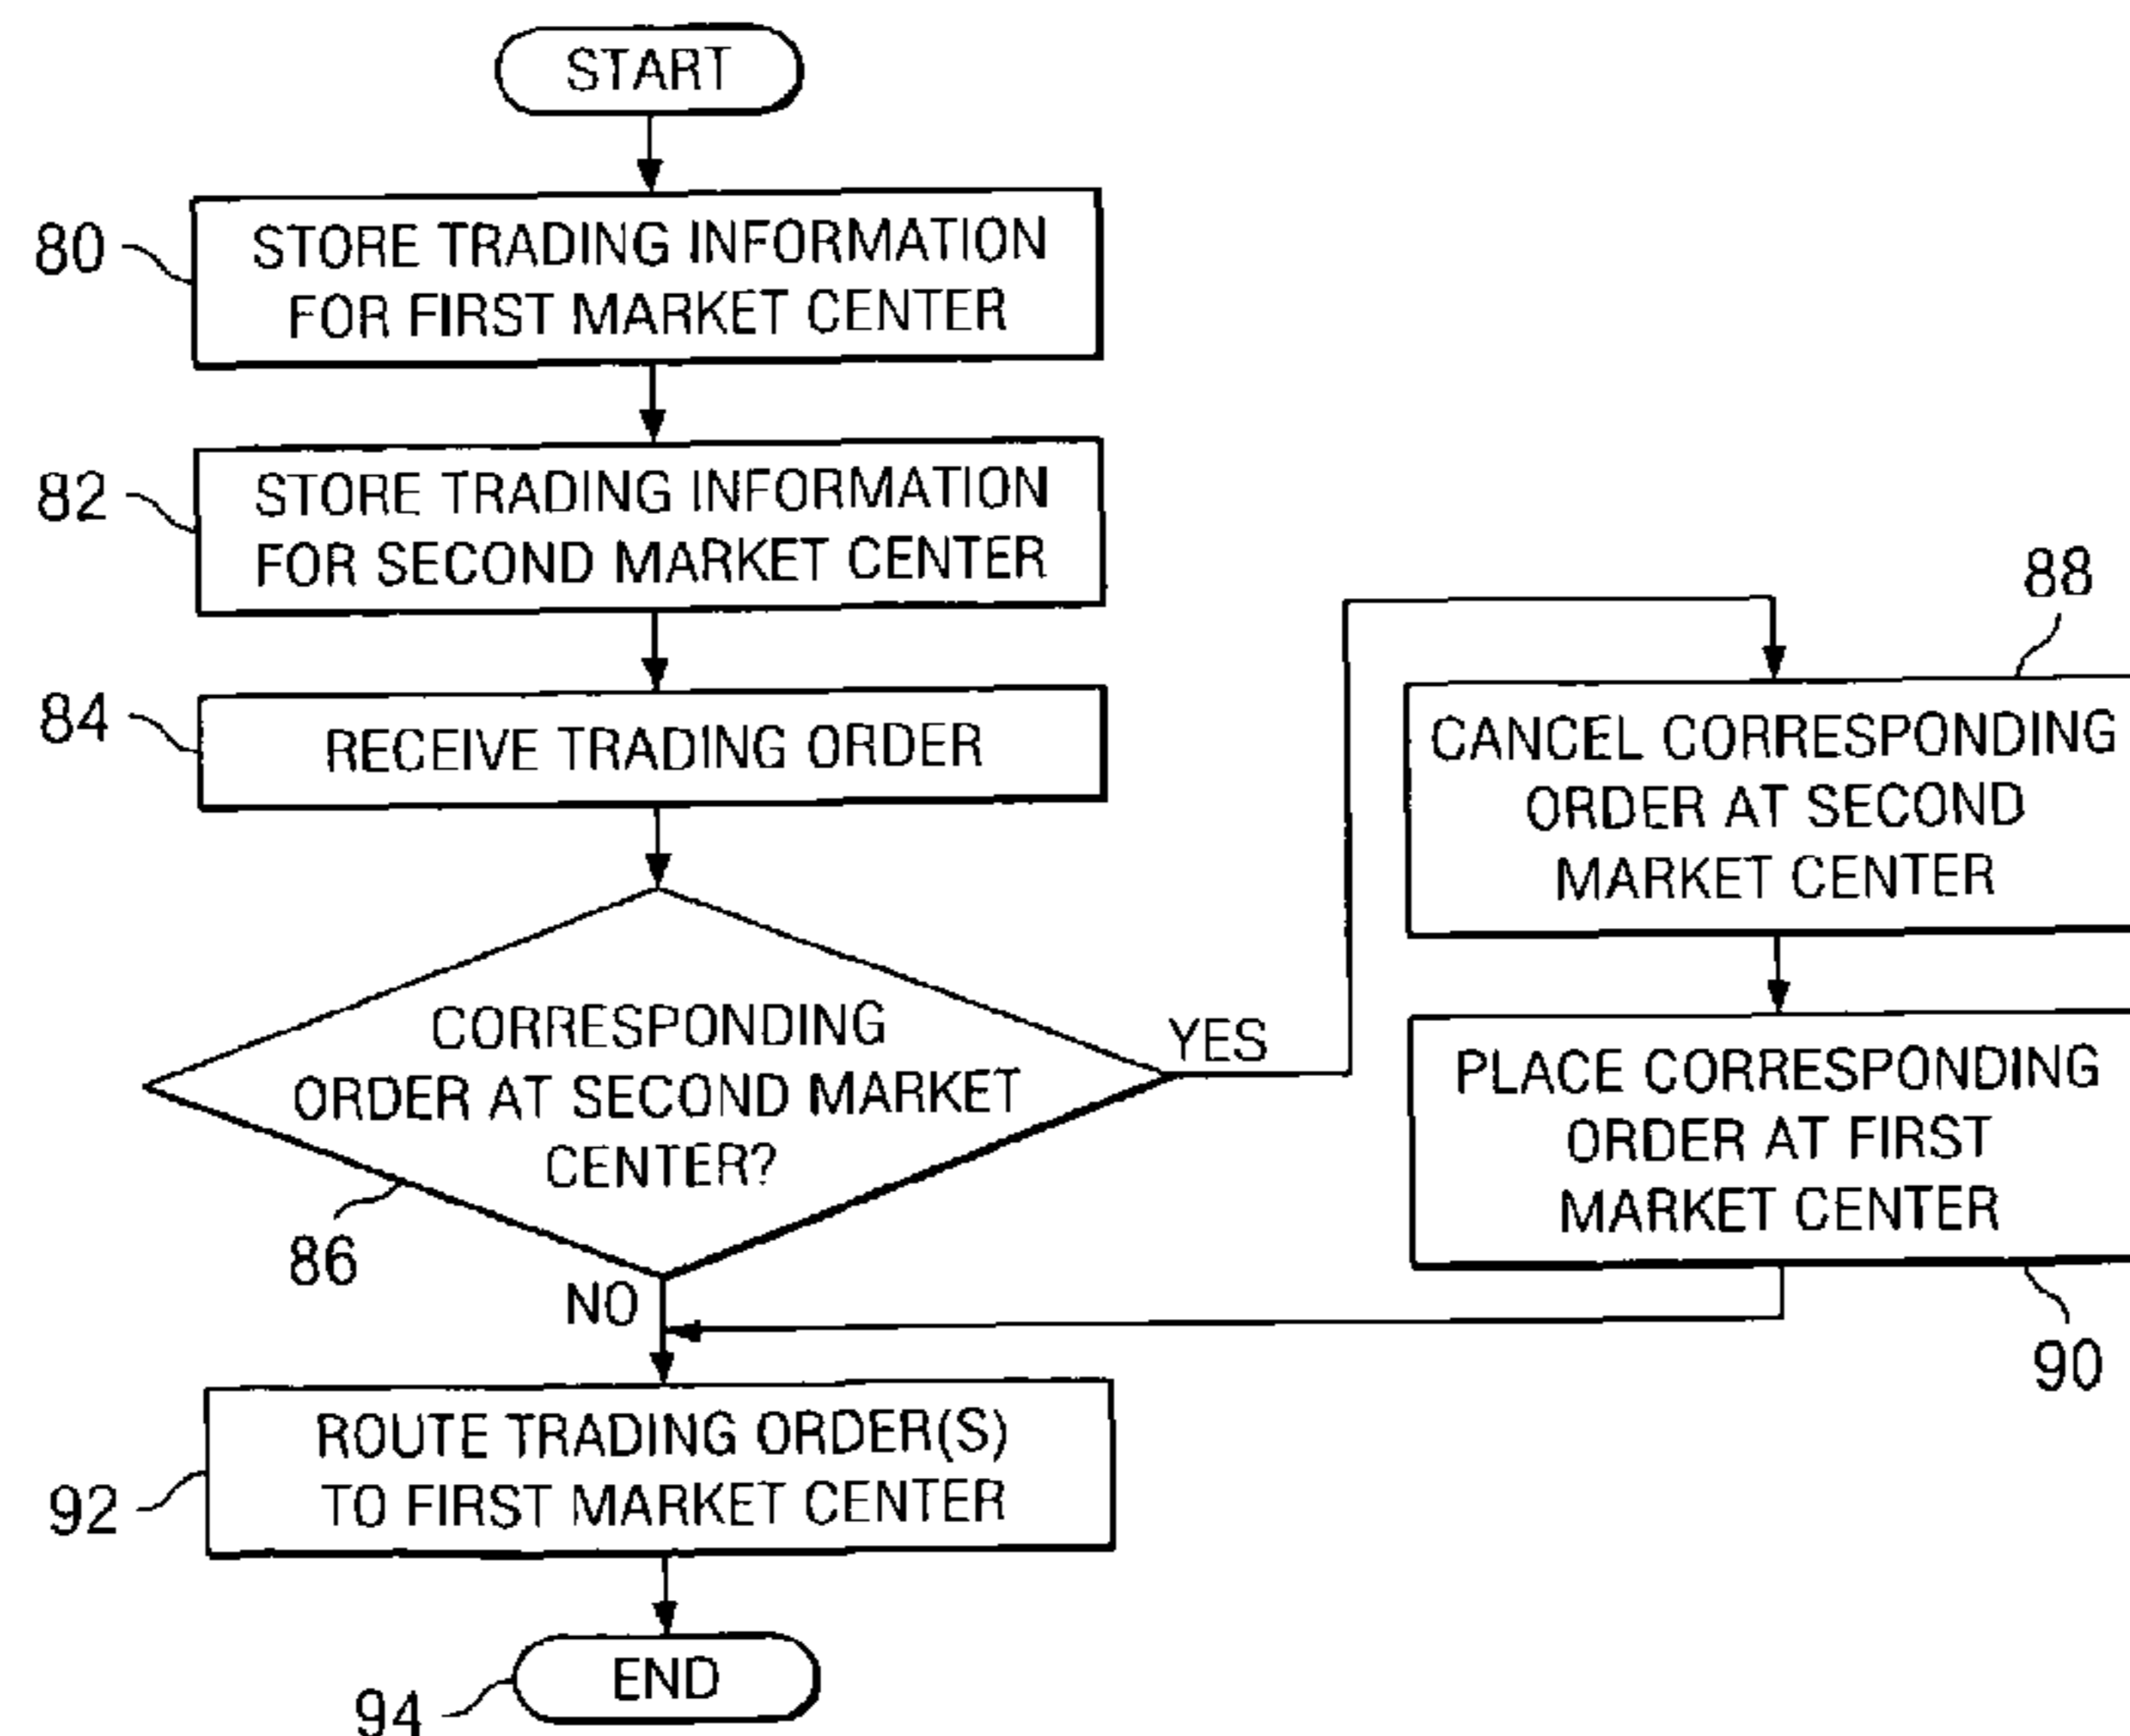 START
80
STORE TRADING INFORMATION
FOR FIRST MARKET CENTER
82
STORE TRADING INFORMATION
FOR SECOND MARKET CENTER
84
RECEIVE TRADING ORDER
CORRESPONDING
ORDER AT SECOND MARKET
CENTER?
86
YES
NO
88
CANCEL CORRESPONDING
ORDER AT SECOND
MARKET CENTER
PLACE CORRESPONDING
ORDER AT FIRST
MARKET CENTER
90
92
ROUTE TRADING ORDER(S)
TO FIRST MARKET CENTER
END
94